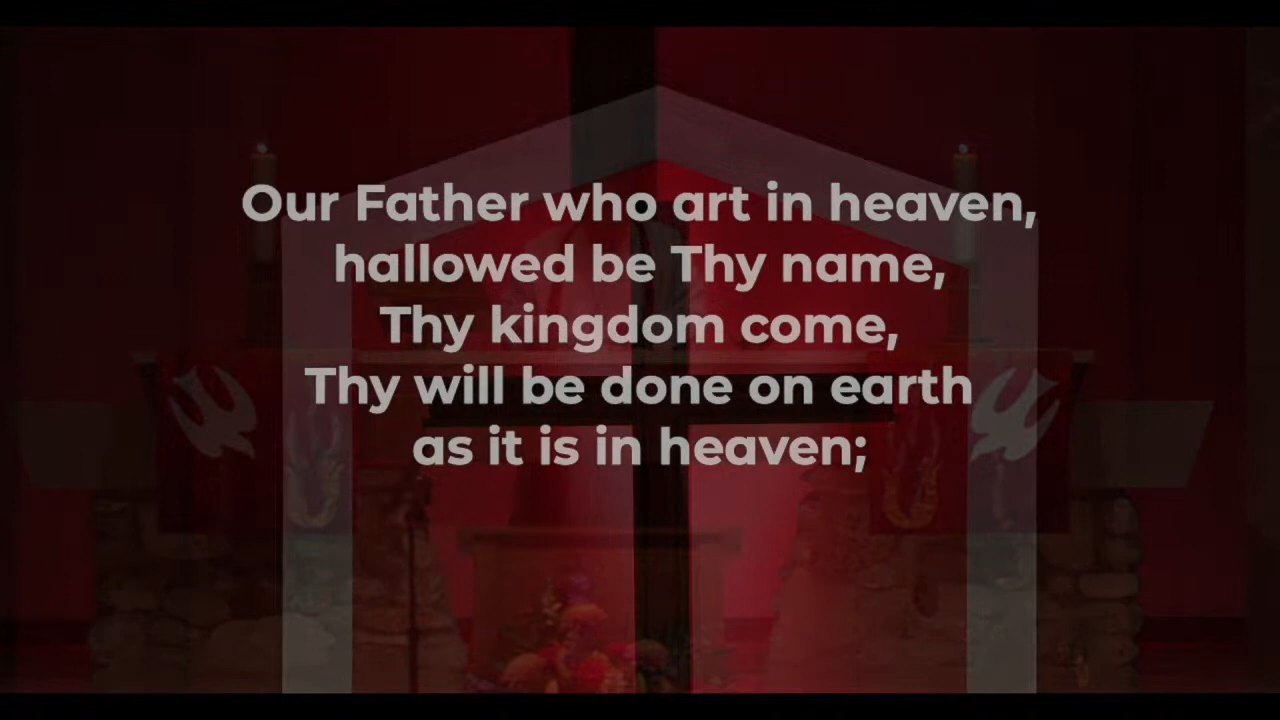 Our Father who art in heaven,
hallowed be Thy name,
Thy kingdom come,
Thy will be done on earth
as it is in heaven;